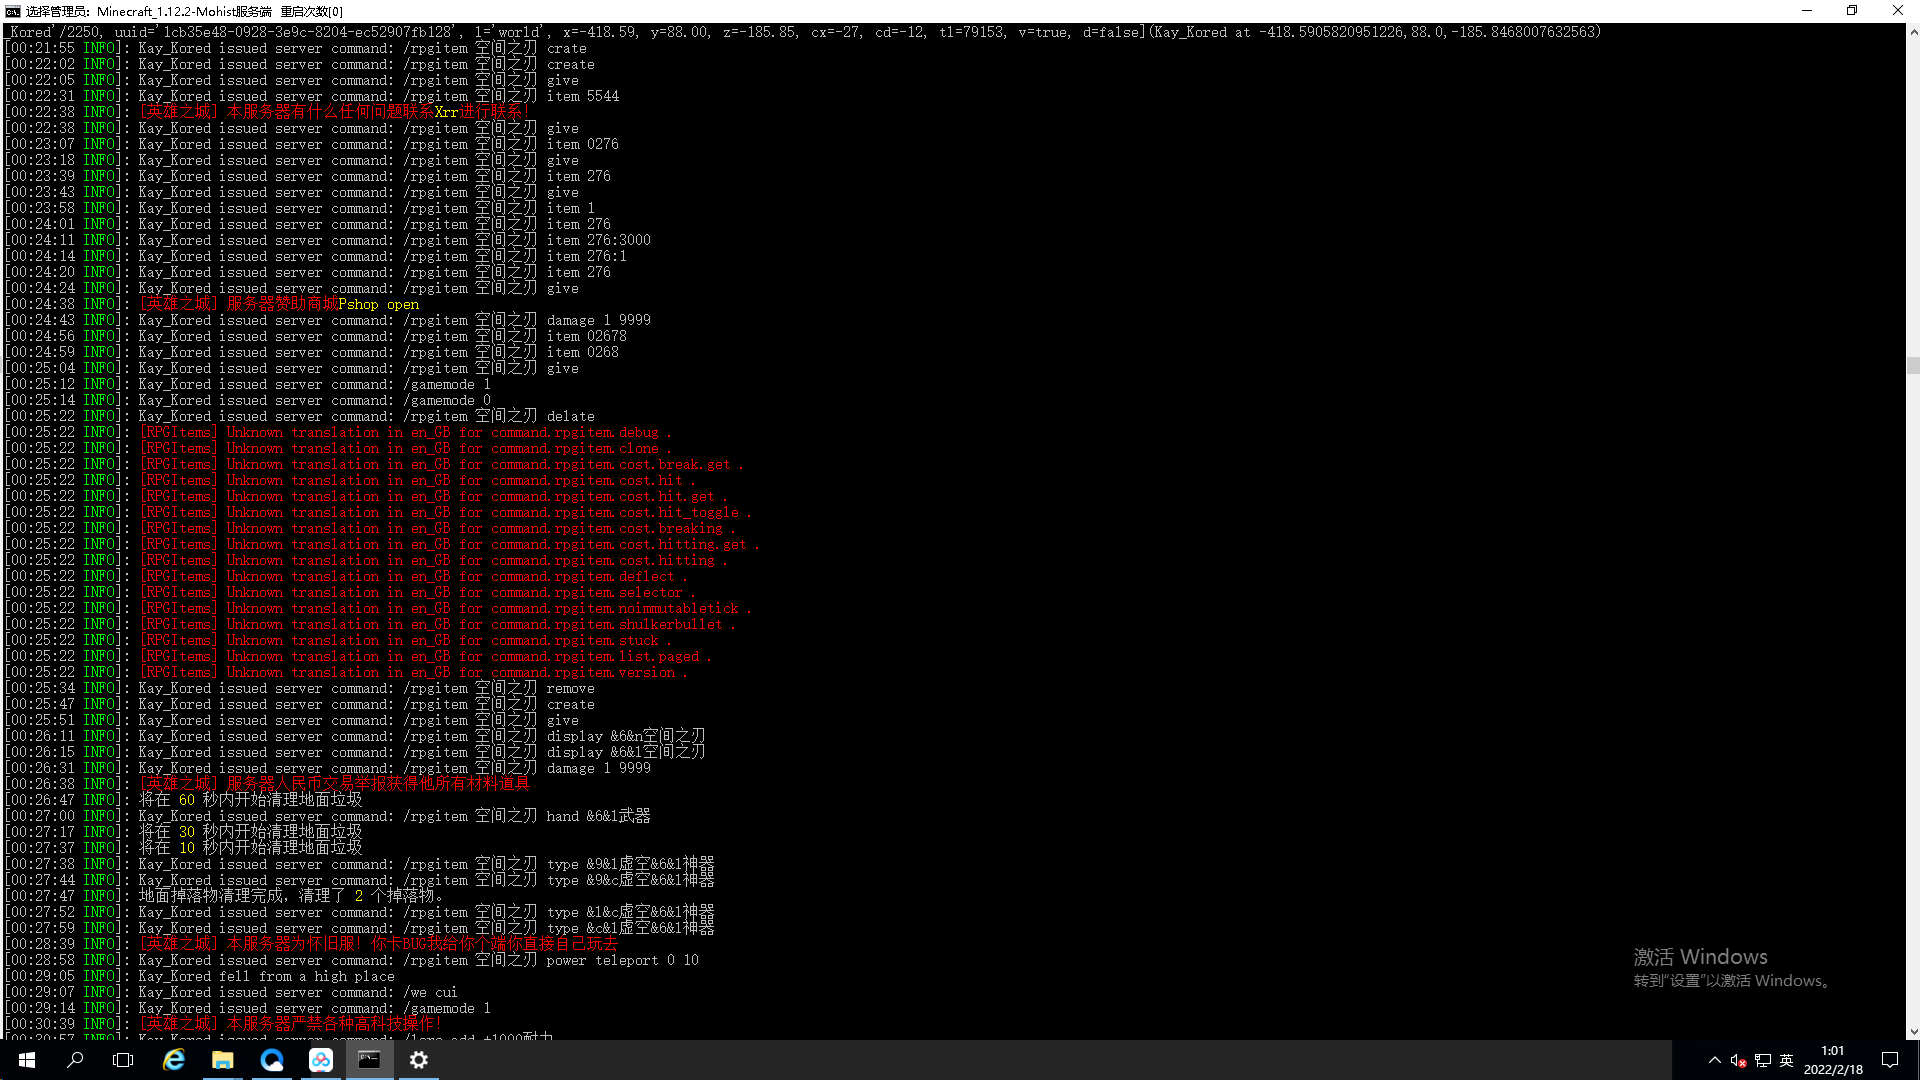 选择管理员: Minecraft_1.12.2-Mohist服务端 重启次数[0]
_Kored'/2250, uuid='1cb35e48-0928-3e9c-8204-ec52907fb128', l='world', x=-418.59, y=88.00, z=-185.85, cx=-27, cd=-12, tl=79153, v=true, d=false](Kay_Kored at -418.5905820951226,88.0,-185.8468007632563)
[00:21:55 INFO]: Kay_Kored issued server command: /rpgitem 空间之刃 crate
[00:22:02 INFO]: Kay_Kored issued server command: /rpgitem 空间之刃 create
[00:22:05 INFO]: Kay_Kored issued server command: /rpgitem 空间之刃 give
[00:22:31 INFO]: Kay_Kored issued server command: /rpgitem 空间之刃 item 5544
[00:22:38 INFO]: [英雄之城] 本服务器有什么任何问题联系Xrr进行联系!
[00:22:38 INFO]: Kay_Kored issued server command: /rpgitem 空间之刃 give
[00:23:07 INFO]: Kay_Kored issued server command: /rpgitem 空间之刃 item 0276
[00:23:18 INFO]: Kay_Kored issued server command: /rpgitem 空间之刃 give
[00:23:39 INFO]: Kay_Kored issued server command: /rpgitem 空间之刃 item 276
[00:23:43 INFO]: Kay_Kored issued server command: /rpgitem 空间之刃 give
[00:23:58 INFO]: Kay_Kored issued server command: /rpgitem 空间之刃 item 1
[00:24:01 INFO]: Kay_Kored issued server command: /rpgitem 空间之刃 item 276
[00:24:11 INFO]: Kay_Kored issued server command: /rpgitem 空间之刃 item 276:3000
[00:24:14 INFO]: Kay_Kored issued server command: /rpgitem 空间之刃 item 276:1
[00:24:20 INFO]: Kay_Kored issued server command: /rpgitem 空间之刃 item 276
[00:24:24 INFO]: Kay_Kored issued server command: /rpgitem 空间之刃 give
[00:24:38 INFO]: [英雄之城] 服务器赞助商城Pshop open
[00:24:43 INFO]: Kay_Kored issued server command: /rpgitem 空间之刃 damage 1 9999
[00:24:56 INFO]: Kay_Kored issued server command: /rpgitem 空间之刃 item 02678
[00:24:59 INFO]: Kay_Kored issued server command: /rpgitem 空间之刃 item 0268
[00:25:04 INFO]: Kay_Kored issued server command: /rpgitem 空间之刃 give
[00:25:12 INFO]: Kay_Kored issued server command: /gamemode 1
[00:25:14 INFO]: Kay_Kored issued server command: /gamemode 0
[00:25:22 INFO]: Kay_Kored issued server command: /rpgitem 空间之刃 delate
[00:25:22 INFO]: [RPGItems] Unknown translation in en_GB for command.rpgitem.debug .
[00:25:22 INFO]: [RPGItems] Unknown translation in en_GB for command.rpgitem.clone .
[00:25:22 INFO]: [RPGItems] Unknown translation in en_GB for command.rpgitem.cost.break.get .
[00:25:22 INFO]: [RPGItems] Unknown translation in en_GB for command.rpgitem.cost.hit .
[00:25:22 INFO]: [RPGItems] Unknown translation in en_GB for command.rpgitem.cost.hit.get .
[00:25:22 INFO]: [RPGItems] Unknown translation in en_GB for command.rpgitem.cost.hit_toggle .
[00:25:22 INFO]: [RPGItems] Unknown translation in en_GB for command.rpgitem.cost.breaking .
[00:25:22 INFO]: [RPGItems] Unknown translation in en_GB for command.rpgitem.cost.hitting.get .
[00:25:22 INFO]: [RPGItems] Unknown translation in en_GB for command.rpgitem.cost.hitting .
[00:25:22 INFO]: [RPGItems] Unknown translation in en_GB for command.rpgitem.deflect .
[00:25:22 INFO]: [RPGItems] Unknown translation in en_GB for command.rpgitem.selector .
[00:25:22 INFO]: [RPGItems] Unknown translation in en_GB for command.rpgitem.noimmutabletick .
[00:25:22 INFO]: [RPGItems] Unknown translation in en_GB for command.rpgitem.shulkerbullet .
[00:25:22 INFO]: [RPGItems] Unknown translation in en_GB for command.rpgitem.stuck .
[00:25:22 INFO]: [RPGItems] Unknown translation in en_GB for command.rpgitem.list.paged .
[00:25:22 INFO]: [RPGItems] Unknown translation in en_GB for command.rpgitem.version .
[00:25:34 INFO]: Kay_Kored issued server command: /rpgitem 空间之刃 remove
[00:25:47 INFO]: Kay_Kored issued server command: /rpgitem 空间之刃 create
[00:25:51 INFO]: Kay_Kored issued server command: /rpgitem 空间之刃 give
[00:26:11 INFO]: Kay_Kored issued server command: /rpgitem 空间之刃 display &6&n空间之刃
[00:26:15 INFO]: Kay_Kored issued server command: /rpgitem 空间之刃 display &6&l空间之刃
[00:26:31 INFO]: Kay_Kored issued server command: /rpgitem 空间之刃 damage 1 9999
[00:26:38 INFO]: [英雄之城] 服务器人民币交易举报获得他所有材料道具
[00:26:47 INFO]: 将在 60 秒内开始清理地面垃圾
[00:27:00 INFO]: Kay_Kored issued server command: /rpgitem 空间之刃 hand &6&l武器
[00:27:17 INFO]: 将在 30 秒内开始清理地面垃圾
[00:27:37 INFO]: 将在 10 秒内开始清理地面垃圾
[00:27:38 INFO]: Kay_Kored issued server command: /rpgitem 空间之刃 type &9&l虚空&6&l神器
[00:27:44 INFO]: Kay_Kored issued server command: /rpgitem 空间之刃 type &9&c虚空&6&l神器
[00:27:47 INFO]: 地面掉落物清理完成，清理了 2 个掉落物。
[00:27:52 INFO]: Kay_Kored issued server command: /rpgitem 空间之刃 type &l&c虚空&6&l神器
[00:27:59 INFO]: Kay_Kored issued server command: /rpgitem 空间之刃 type &c&l虚空&6&l神器
[00:28:39 INFO]: [英雄之城] 本服务器为怀旧服! 你卡BUG我给你个端你直接自己玩去
[00:28:58 INFO]: Kay_Kored issued server command: /rpgitem 空间之刃 power teleport 0 10
[00:29:05 INFO]: Kay_Kored fell from a high place
[00:29:07 INFO]: Kay_Kored issued server command: /we cui
[00:29:14 INFO]: Kay_Kored issued server command: /gamemode 1
[00:30:39 INFO]: [英雄之城] 本服务器严禁各种高科技操作!
[00:30:57 INFO]: Kay_Kored issued server command: /lore add +1000耐力
激活 Windows
转到"设置"以激活 Windows。
英
1:01
2022/2/18